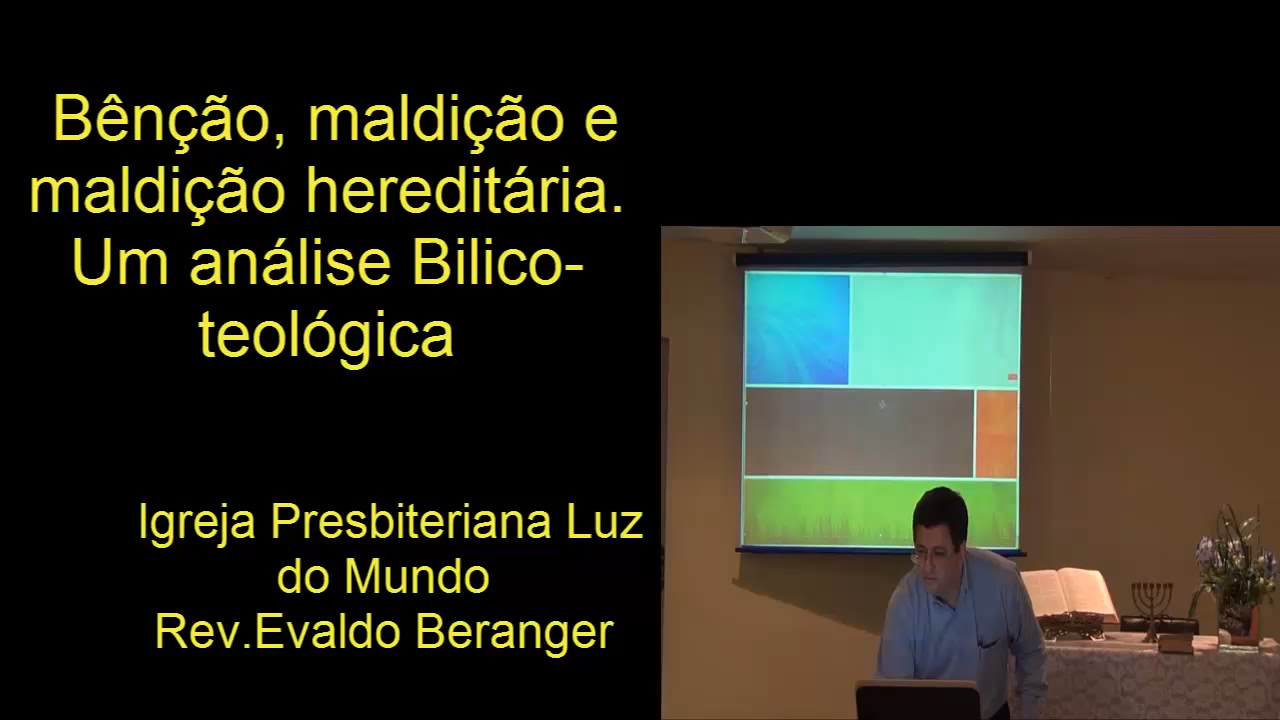 Bênção, maldição e
maldição hereditária.
Um análise Bilico-
teológica
Igreja Presbiteriana Luz
do Mundo
Rev.Evaldo Beranger